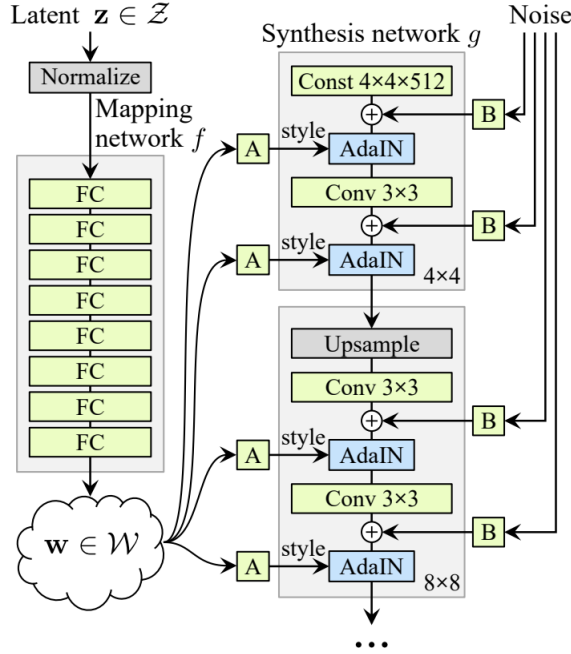 Latent z ∈ Z
Normalize
Mapping
network f
FC
FC
FC
FC
FC
FC
FC
FC
w ∈ W
Synthesis network g
Noise
Const 4×4×512
B
A
style
AdaIN
Conv 3×3
B
A
style
AdaIN
4×4
Upsample
Conv 3×3
B
A
style
AdaIN
Conv 3×3
B
A
style
AdaIN
8×8
...